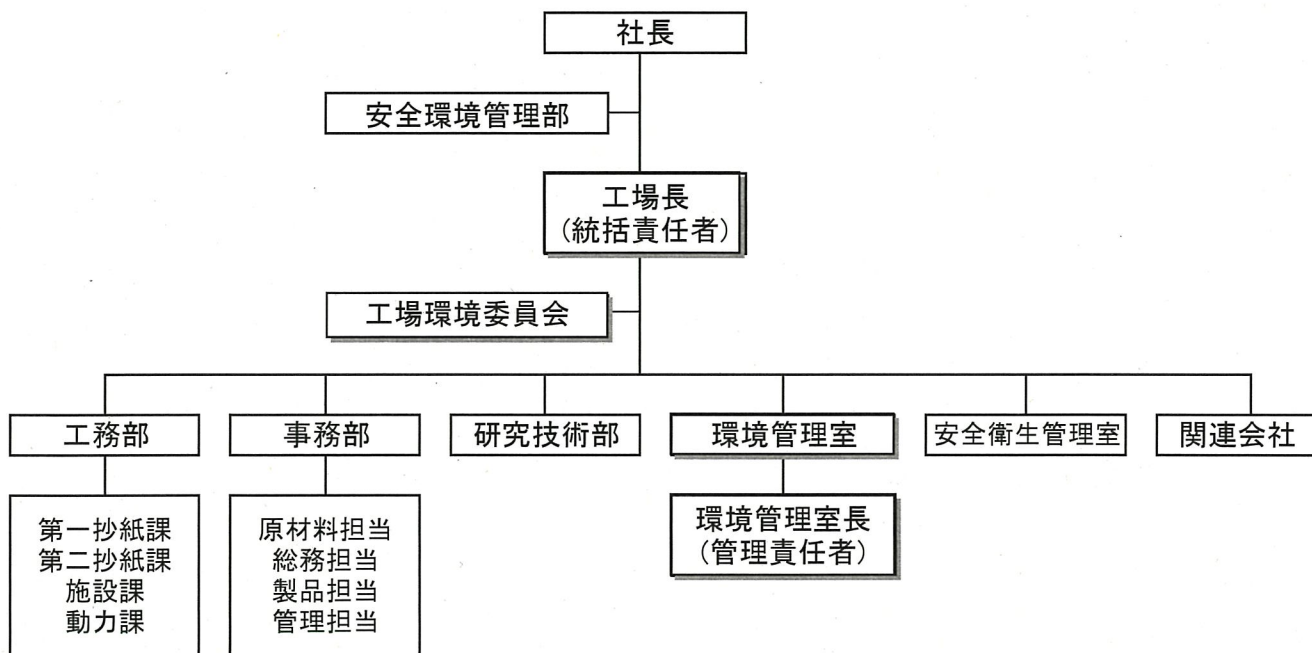 社長
安全環境管理部
工場長
(統括責任者)
工場環境委員会
工務部
事務部
研究技術部
環境管理室
安全衛生管理室
関連会社
第一抄紙課
第二抄紙課
施設課
動力課
原材料担当
総務担当
製品担当
管理担当
環境管理室長
(管理責任者)